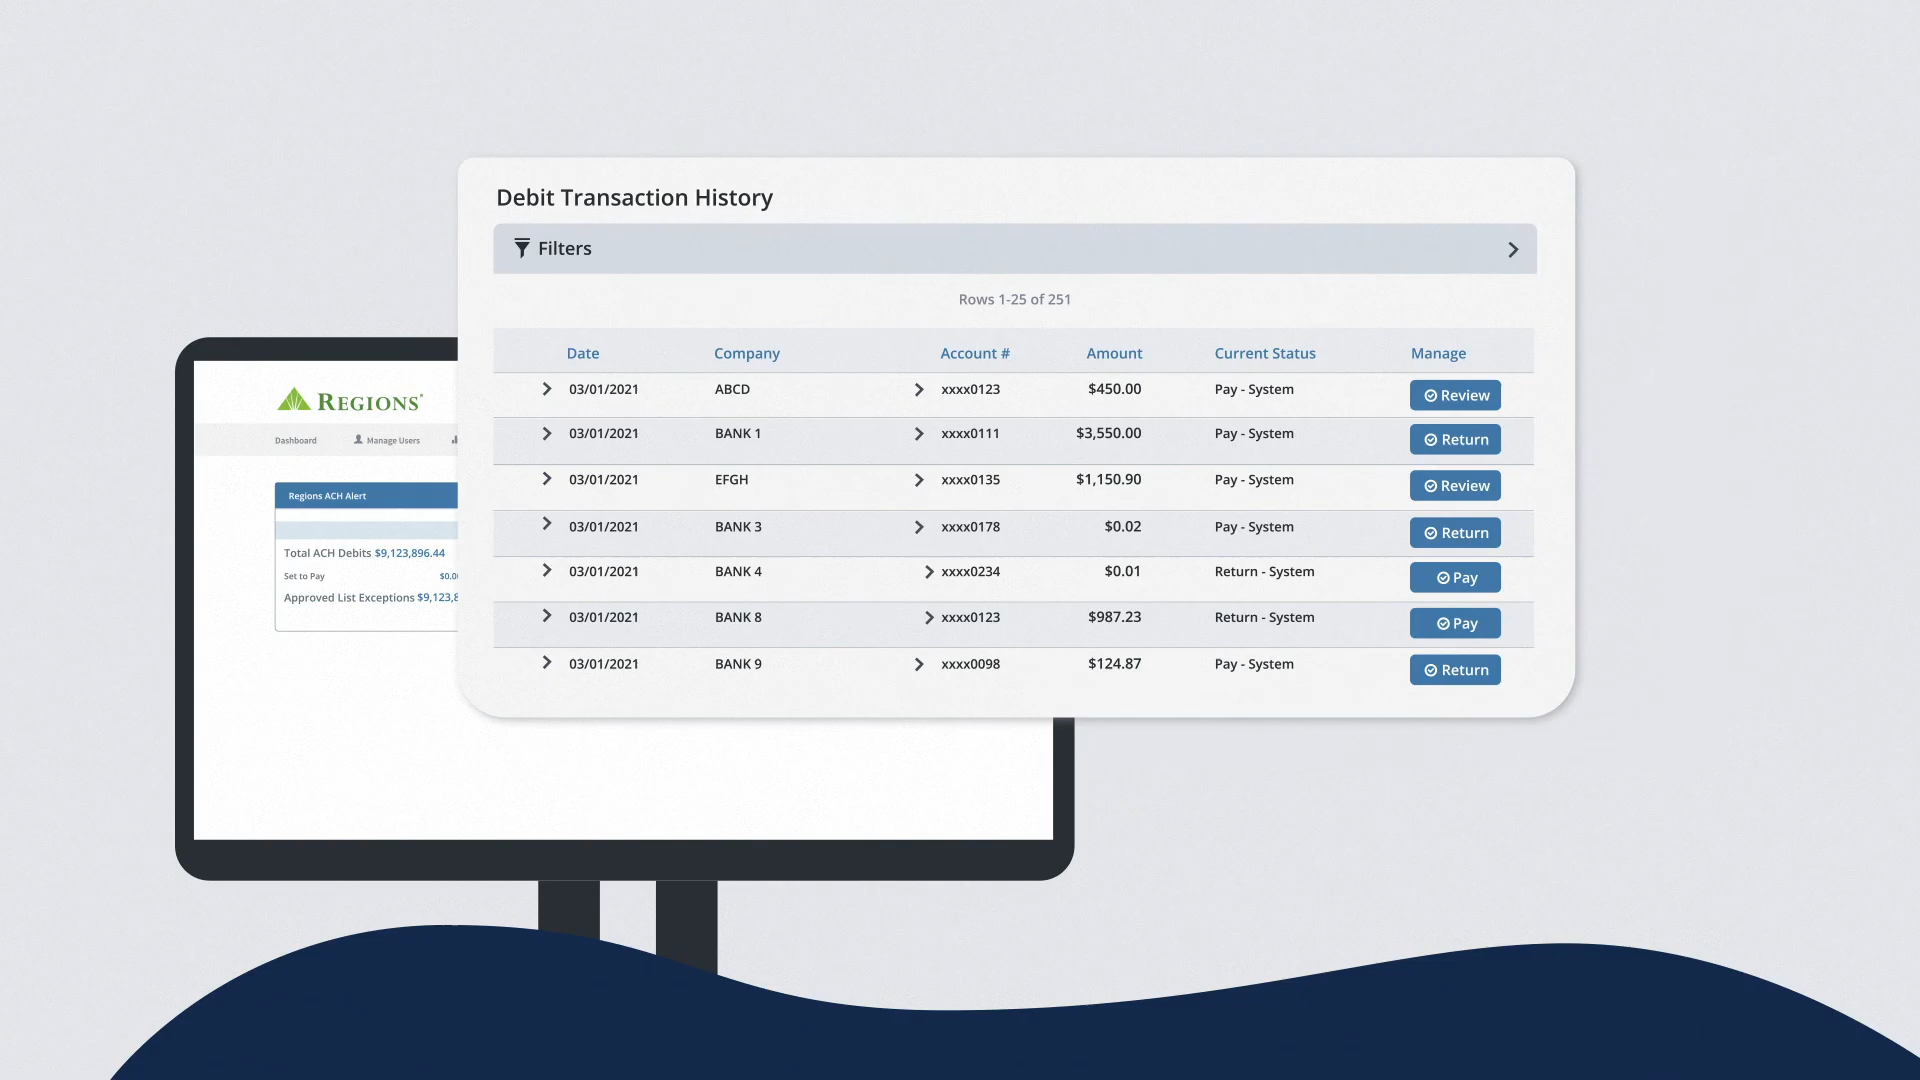 Debit Transaction History
Filters
Rows 1-25 of 251
Date Company Account # Amount Current Status Manage
03/01/2021 ABCD xxxx0123 $450.00 Pay - System Review
03/01/2021 BANK 1 xxxx0111 $3,550.00 Pay - System Return
03/01/2021 EFGH xxxx0135 $1,150.90 Pay - System Review
03/01/2021 BANK 3 xxxx0178 $0.02 Pay - System Return
03/01/2021 BANK 4 xxxx0234 $0.01 Return - System Pay
03/01/2021 BANK 8 xxxx0123 $987.23 Return - System Pay
03/01/2021 BANK 9 xxxx0098 $124.87 Pay - System Return
REGIONS
Dashboard Manage Users
Regions ACH Alert
Total ACH Debits $9,123,896.44
Set to Pay $0.0
Approved List Exceptions $9,123,8